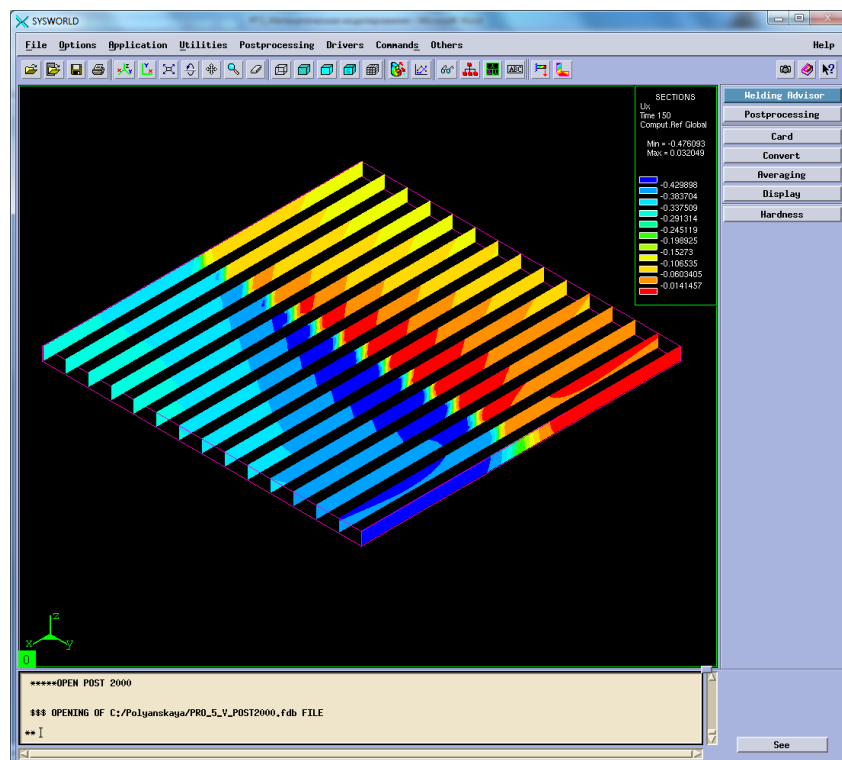 SYSWORLD
File Options Application Utilities Postprocessing Drivers Commands Others Help
SECTIONS
Ux
Time 150
Comput.Ref Global
Min = -0.476093
Max = 0.032049
-0.429898
-0.383704
-0.337509
-0.291314
-0.245119
-0.198925
-0.15273
-0.106535
-0.0603405
-0.0141457
Welding Advisor
Postprocessing
Card
Convert
Averaging
Display
Hardness
z
x
y
0
*****OPEN POST 2000
$$$ OPENING OF C:/Polyanskaya/PRO_5_V_POST2000.fdb FILE
**
See